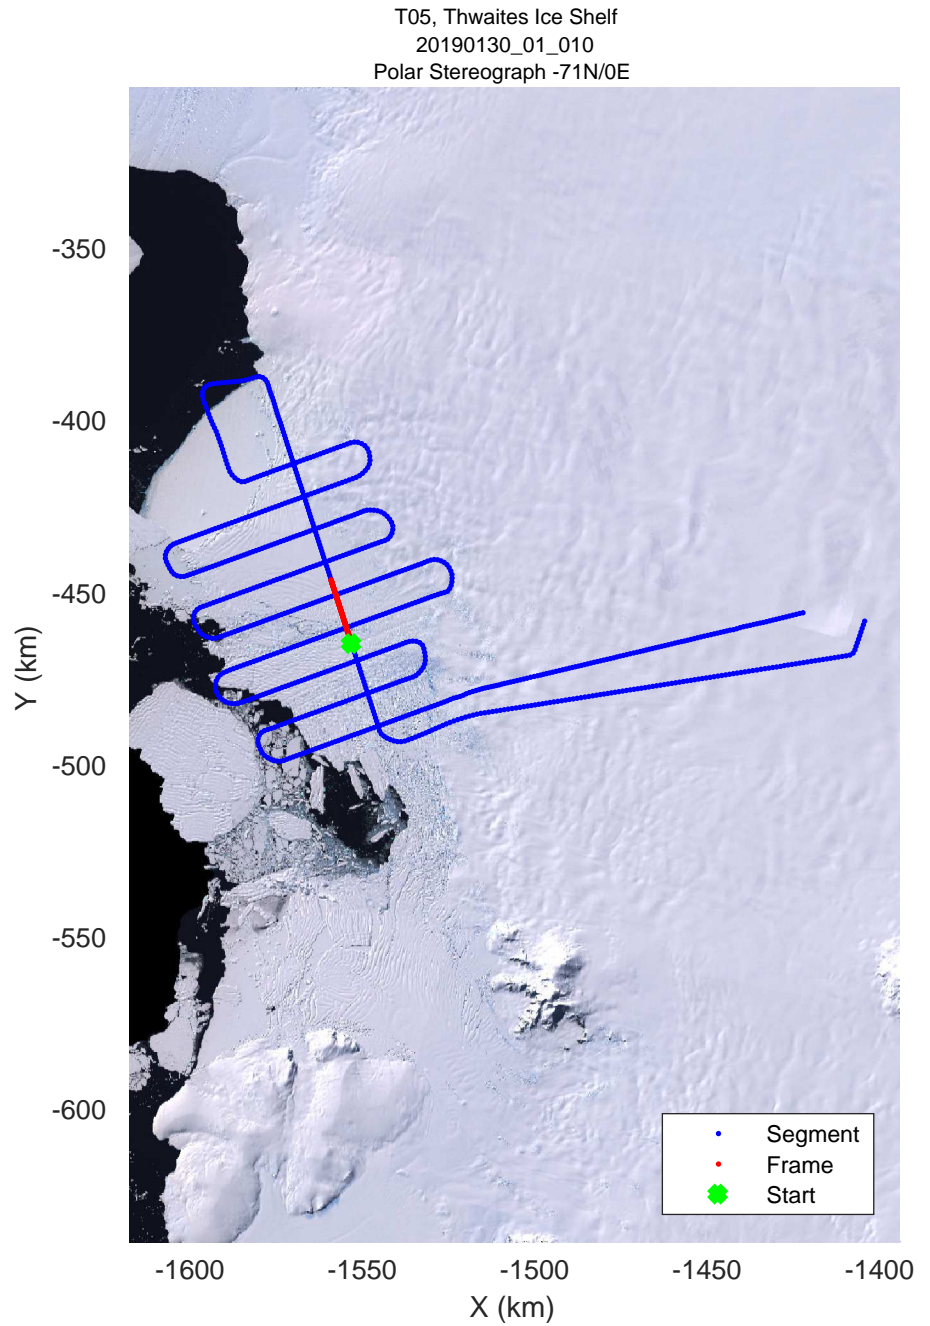 T05, Thwaites Ice Shelf
20190130_01_010
Polar Stereograph -71N/0E
-350
-400
-450
-500
-550
-600
Y (km)
Segment
Frame
Start
-1600 -1550 -1500 -1450 -1400
X (km)